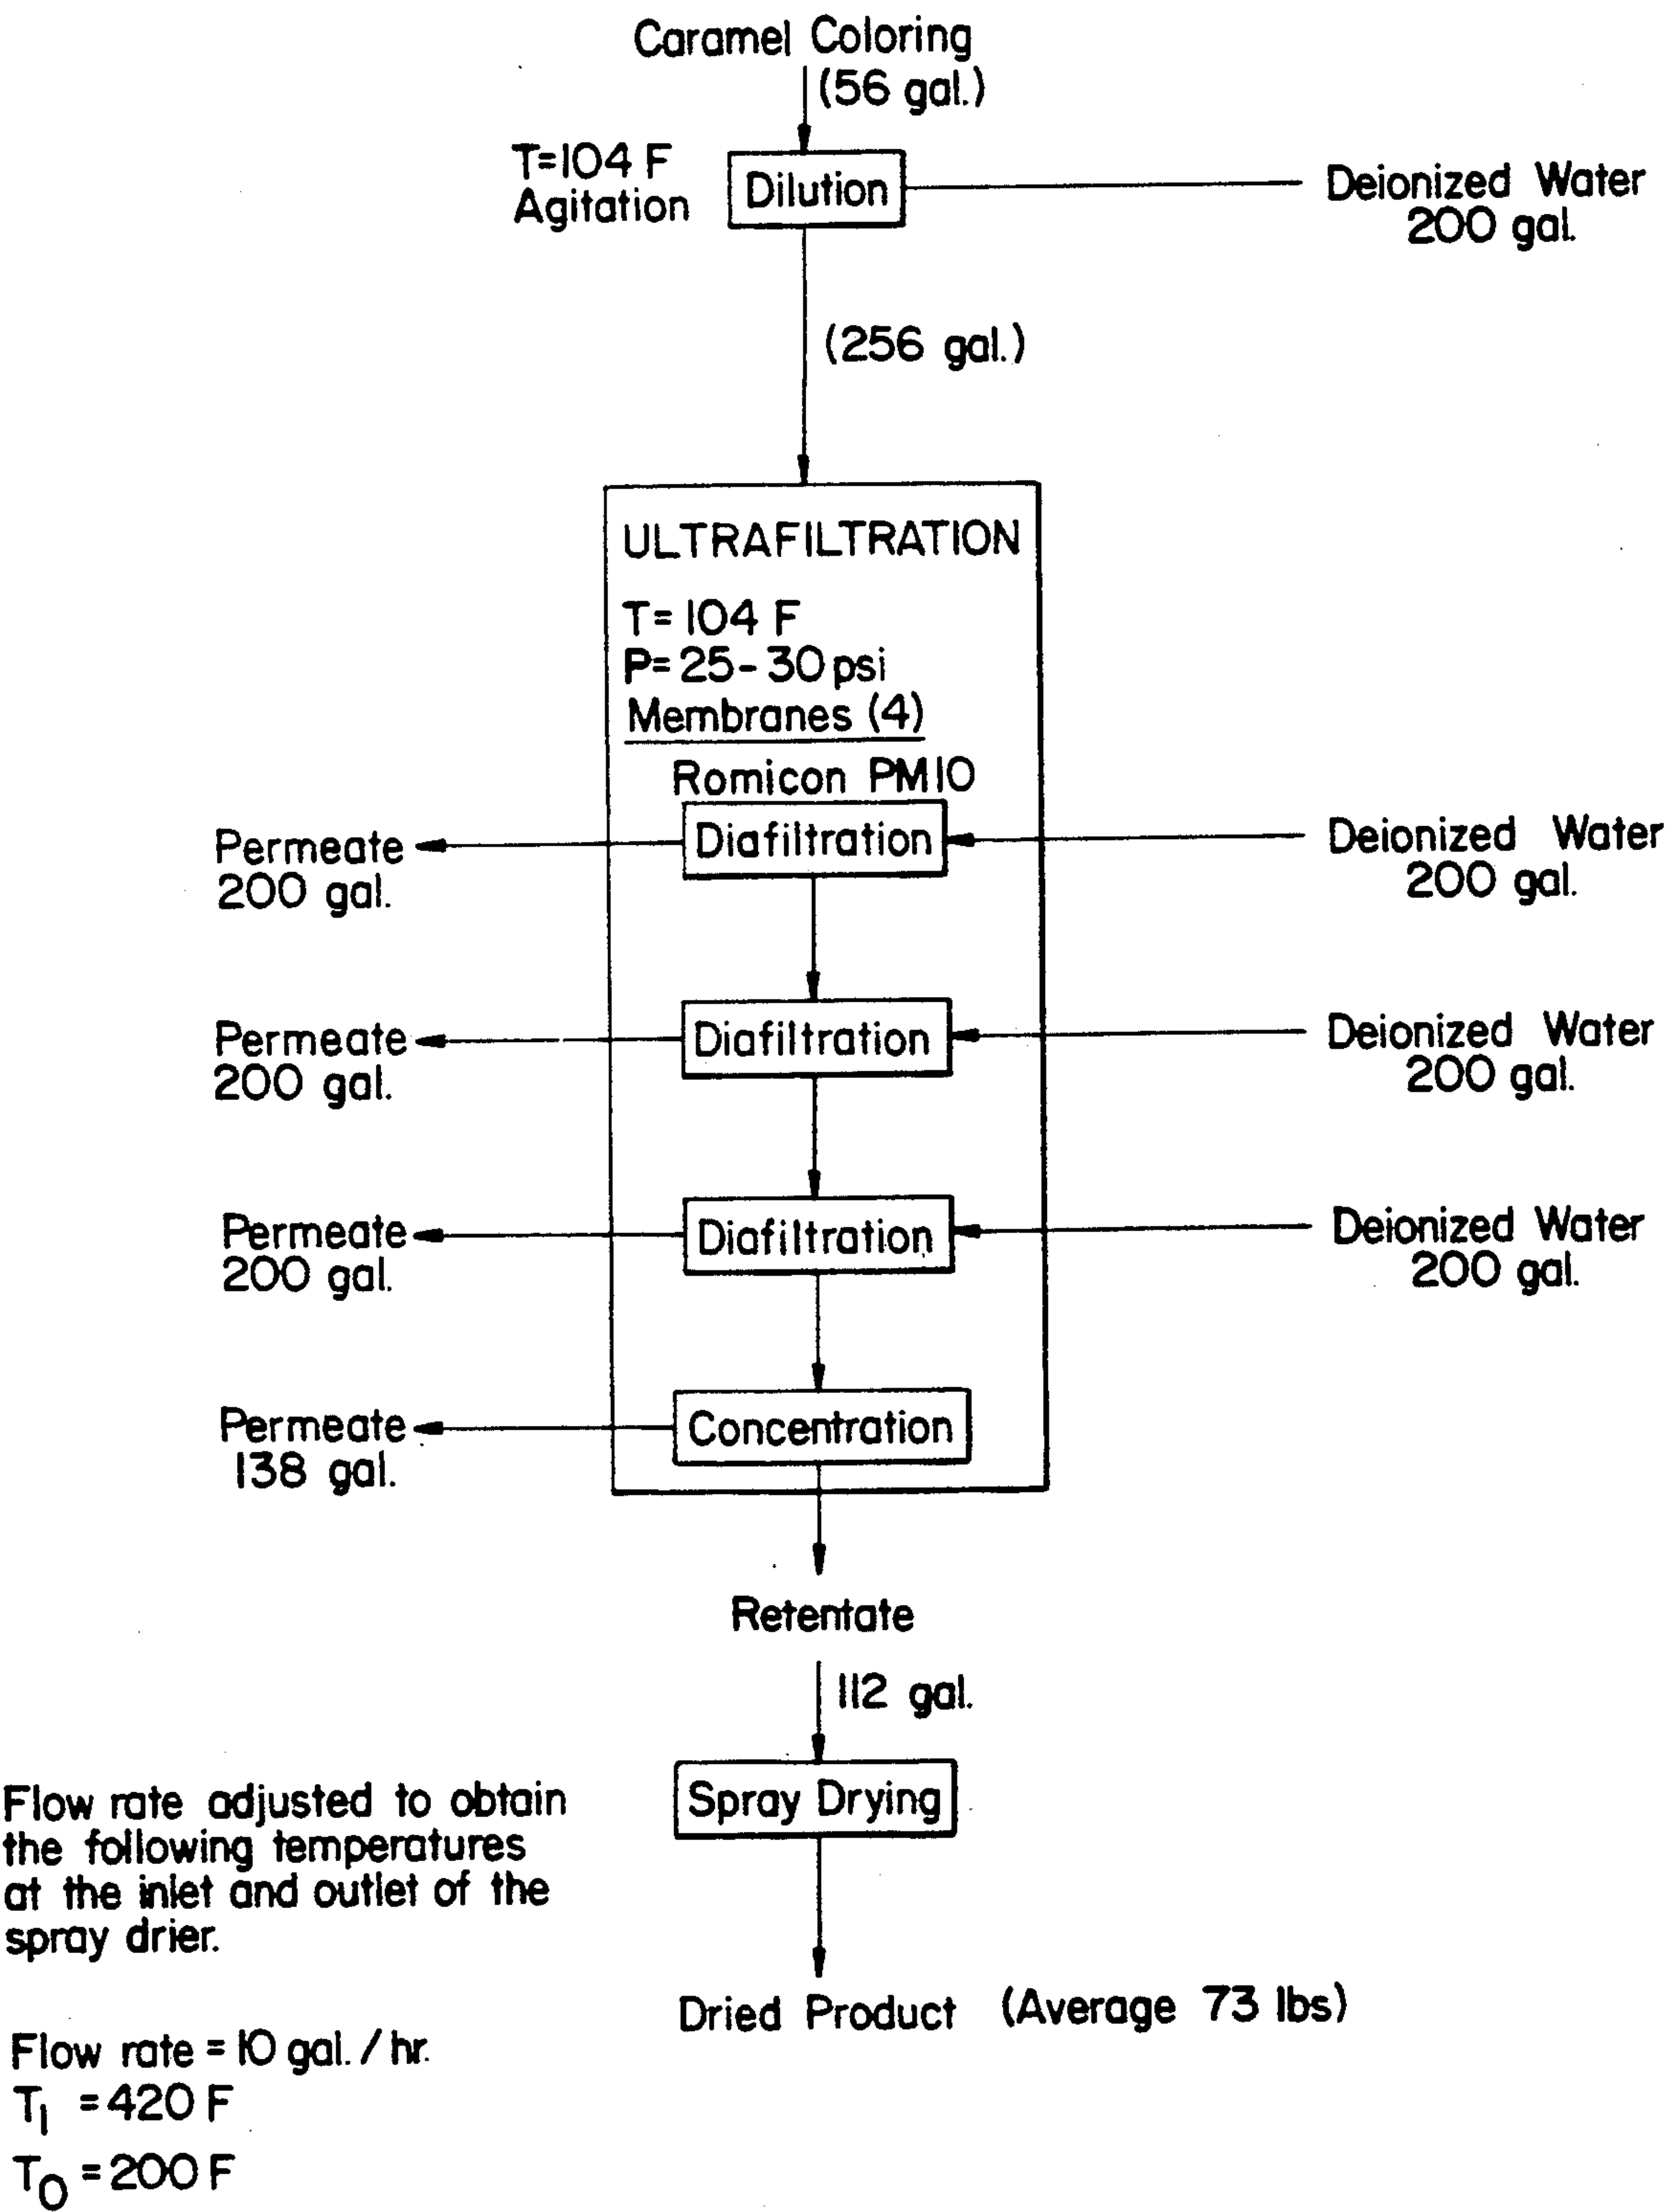 Caramel Coloring
(56 gal.)
T=104 F
Agitation
Dilution
Deionized Water
200 gal.
(256 gal.)
ULTRAFILTRATION
T= 104 F
P= 25-30 psi
Membranes (4)
Romicon PM10
Permeate
200 gal.
Diafiltration
Deionized Water
200 gal.
Permeate
200 gal.
Diafiltration
Deionized Water
200 gal.
Permeate
200 gal.
Diafiltration
Deionized Water
200 gal.
Permeate
138 gal.
Concentration
Retentate
112 gal.
Spray Drying
Flow rate adjusted to obtain
the following temperatures
at the inlet and outlet of the
spray drier.
Dried Product (Average 73 lbs)
Flow rate = 10 gal./hr.
TI = 420 F
TO = 200 F